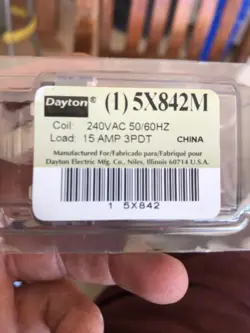 Dayton® (1) 5X842M
Coil: 240VAC 50/60HZ
Load: 15 AMP 3PDT CHINA
Manufactured For/Fabricado para/Fabriqué pour
Dayton Electric Mfg. Co., Niles, Illinois 60714 U.S.A.
1 5X842